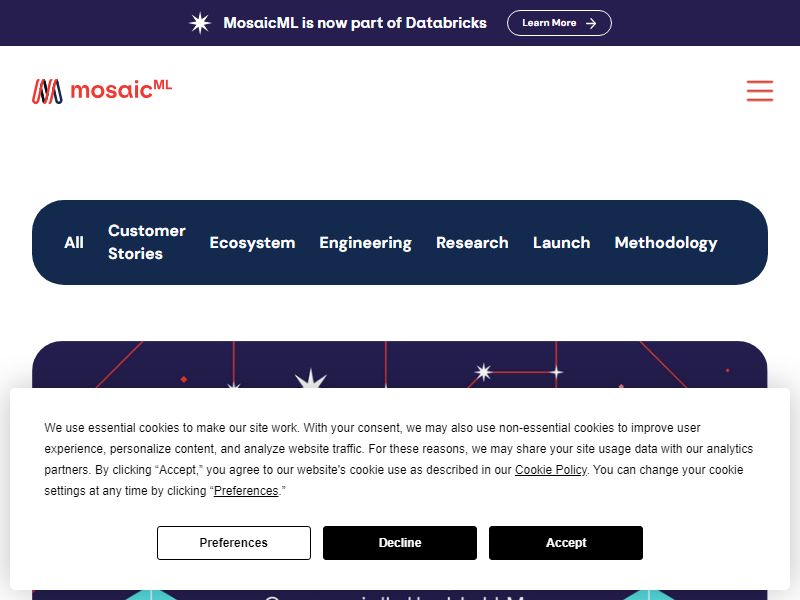 MosaicML is now part of Databricks
Learn More
mosaicML
All
Customer
Stories
Ecosystem
Engineering
Research
Launch
Methodology
We use essential cookies to make our site work. With your consent, we may also use non-essential cookies to improve user
experience, personalize content, and analyze website traffic. For these reasons, we may share your site usage data with our analytics
partners. By clicking “Accept,” you agree to our website's cookie use as described in our Cookie Policy. You can change your cookie
settings at any time by clicking “Preferences.”
Preferences
Decline
Accept